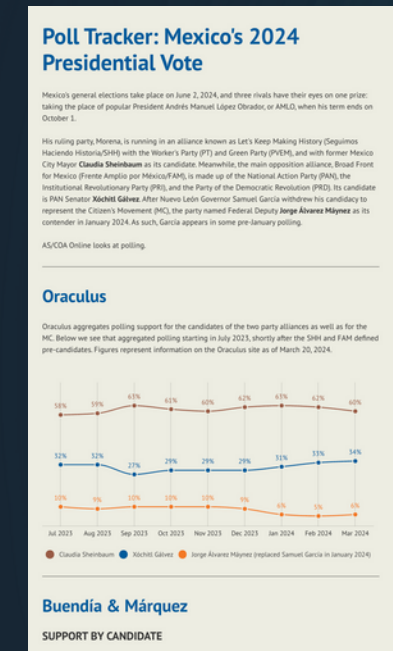 Poll Tracker: Mexico's 2024
Presidential Vote
Mexico's general elections take place on June 2, 2024, and three rivals have their eyes on one prize:
taking the place of popular President Andrés Manuel López Obrador, or AMLO, when his term ends on
October 1.
His ruling party, Morena, is running in an alliance known as Let's Keep Making History (Seguimos
Haciendo Historia/SHH) with the Worker's Party (PT) and Green Party (PVEM), and with former Mexico
City Mayor Claudia Sheinbaum as its candidate. Meanwhile, the main opposition alliance, Broad Front
for Mexico (Frente Amplio por México/FAM), is made up of the National Action Party (PAN), the
Institutional Revolutionary Party (PRI), and the Party of the Democratic Revolution (PRD). Its candidate
is PAN Senator Xóchitl Gálvez. After Nuevo León Governor Samuel García withdrew his candidacy to
represent the Citizen's Movement (MC), the party named Federal Deputy Jorge Álvarez Máynez as its
contender in January 2024. As such, García appears in some pre-January polling.
AS/COA Online looks at polling.
Oraculus
Oraculus aggregates polling support for the candidates of the two party alliances as well as for the
MC. Below we see that aggregated polling starting in July 2023, shortly after the SHH and FAM defined
pre-candidates. Figures represent information on the Oraculus site as of March 20, 2024.
58% 59% 63% 61% 60% 62% 63% 62% 60%
32% 32% 27% 29% 29% 29% 31% 33% 34%
10% 9% 10% 10% 10% 9% 6% 5% 6%
Jul 2023 Aug 2023 Sep 2023 Oct 2023 Nov 2023 Dec 2023 Jan 2024 Feb 2024 Mar 2024
Claudia Sheinbaum Xóchitl Gálvez Jorge Álvarez Máynez (replaced Samuel García in January 2024)
Buendía & Márquez
SUPPORT BY CANDIDATE